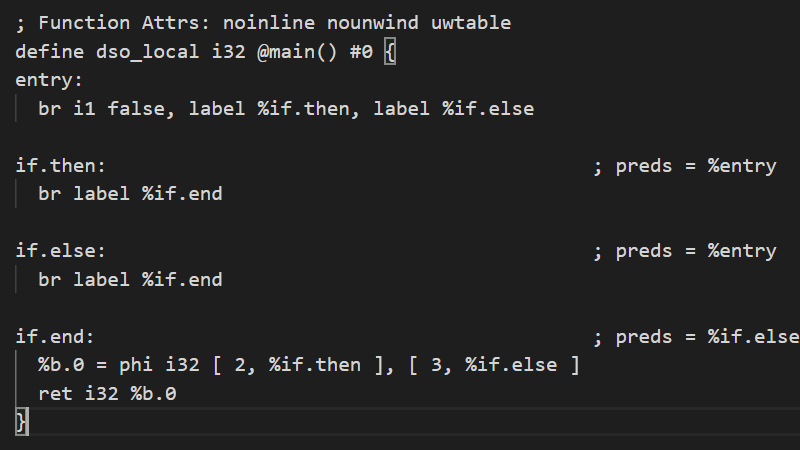 ; Function Attrs: noinline nounwind uwtable
define dso_local i32 @main() #0 {
entry:
  br i1 false, label %if.then, label %if.else

if.then:                                          ; preds = %entry
  br label %if.end

if.else:                                          ; preds = %entry
  br label %if.end

if.end:                                           ; preds = %if.else
  %b.0 = phi i32 [ 2, %if.then ], [ 3, %if.else ]
  ret i32 %b.0
}